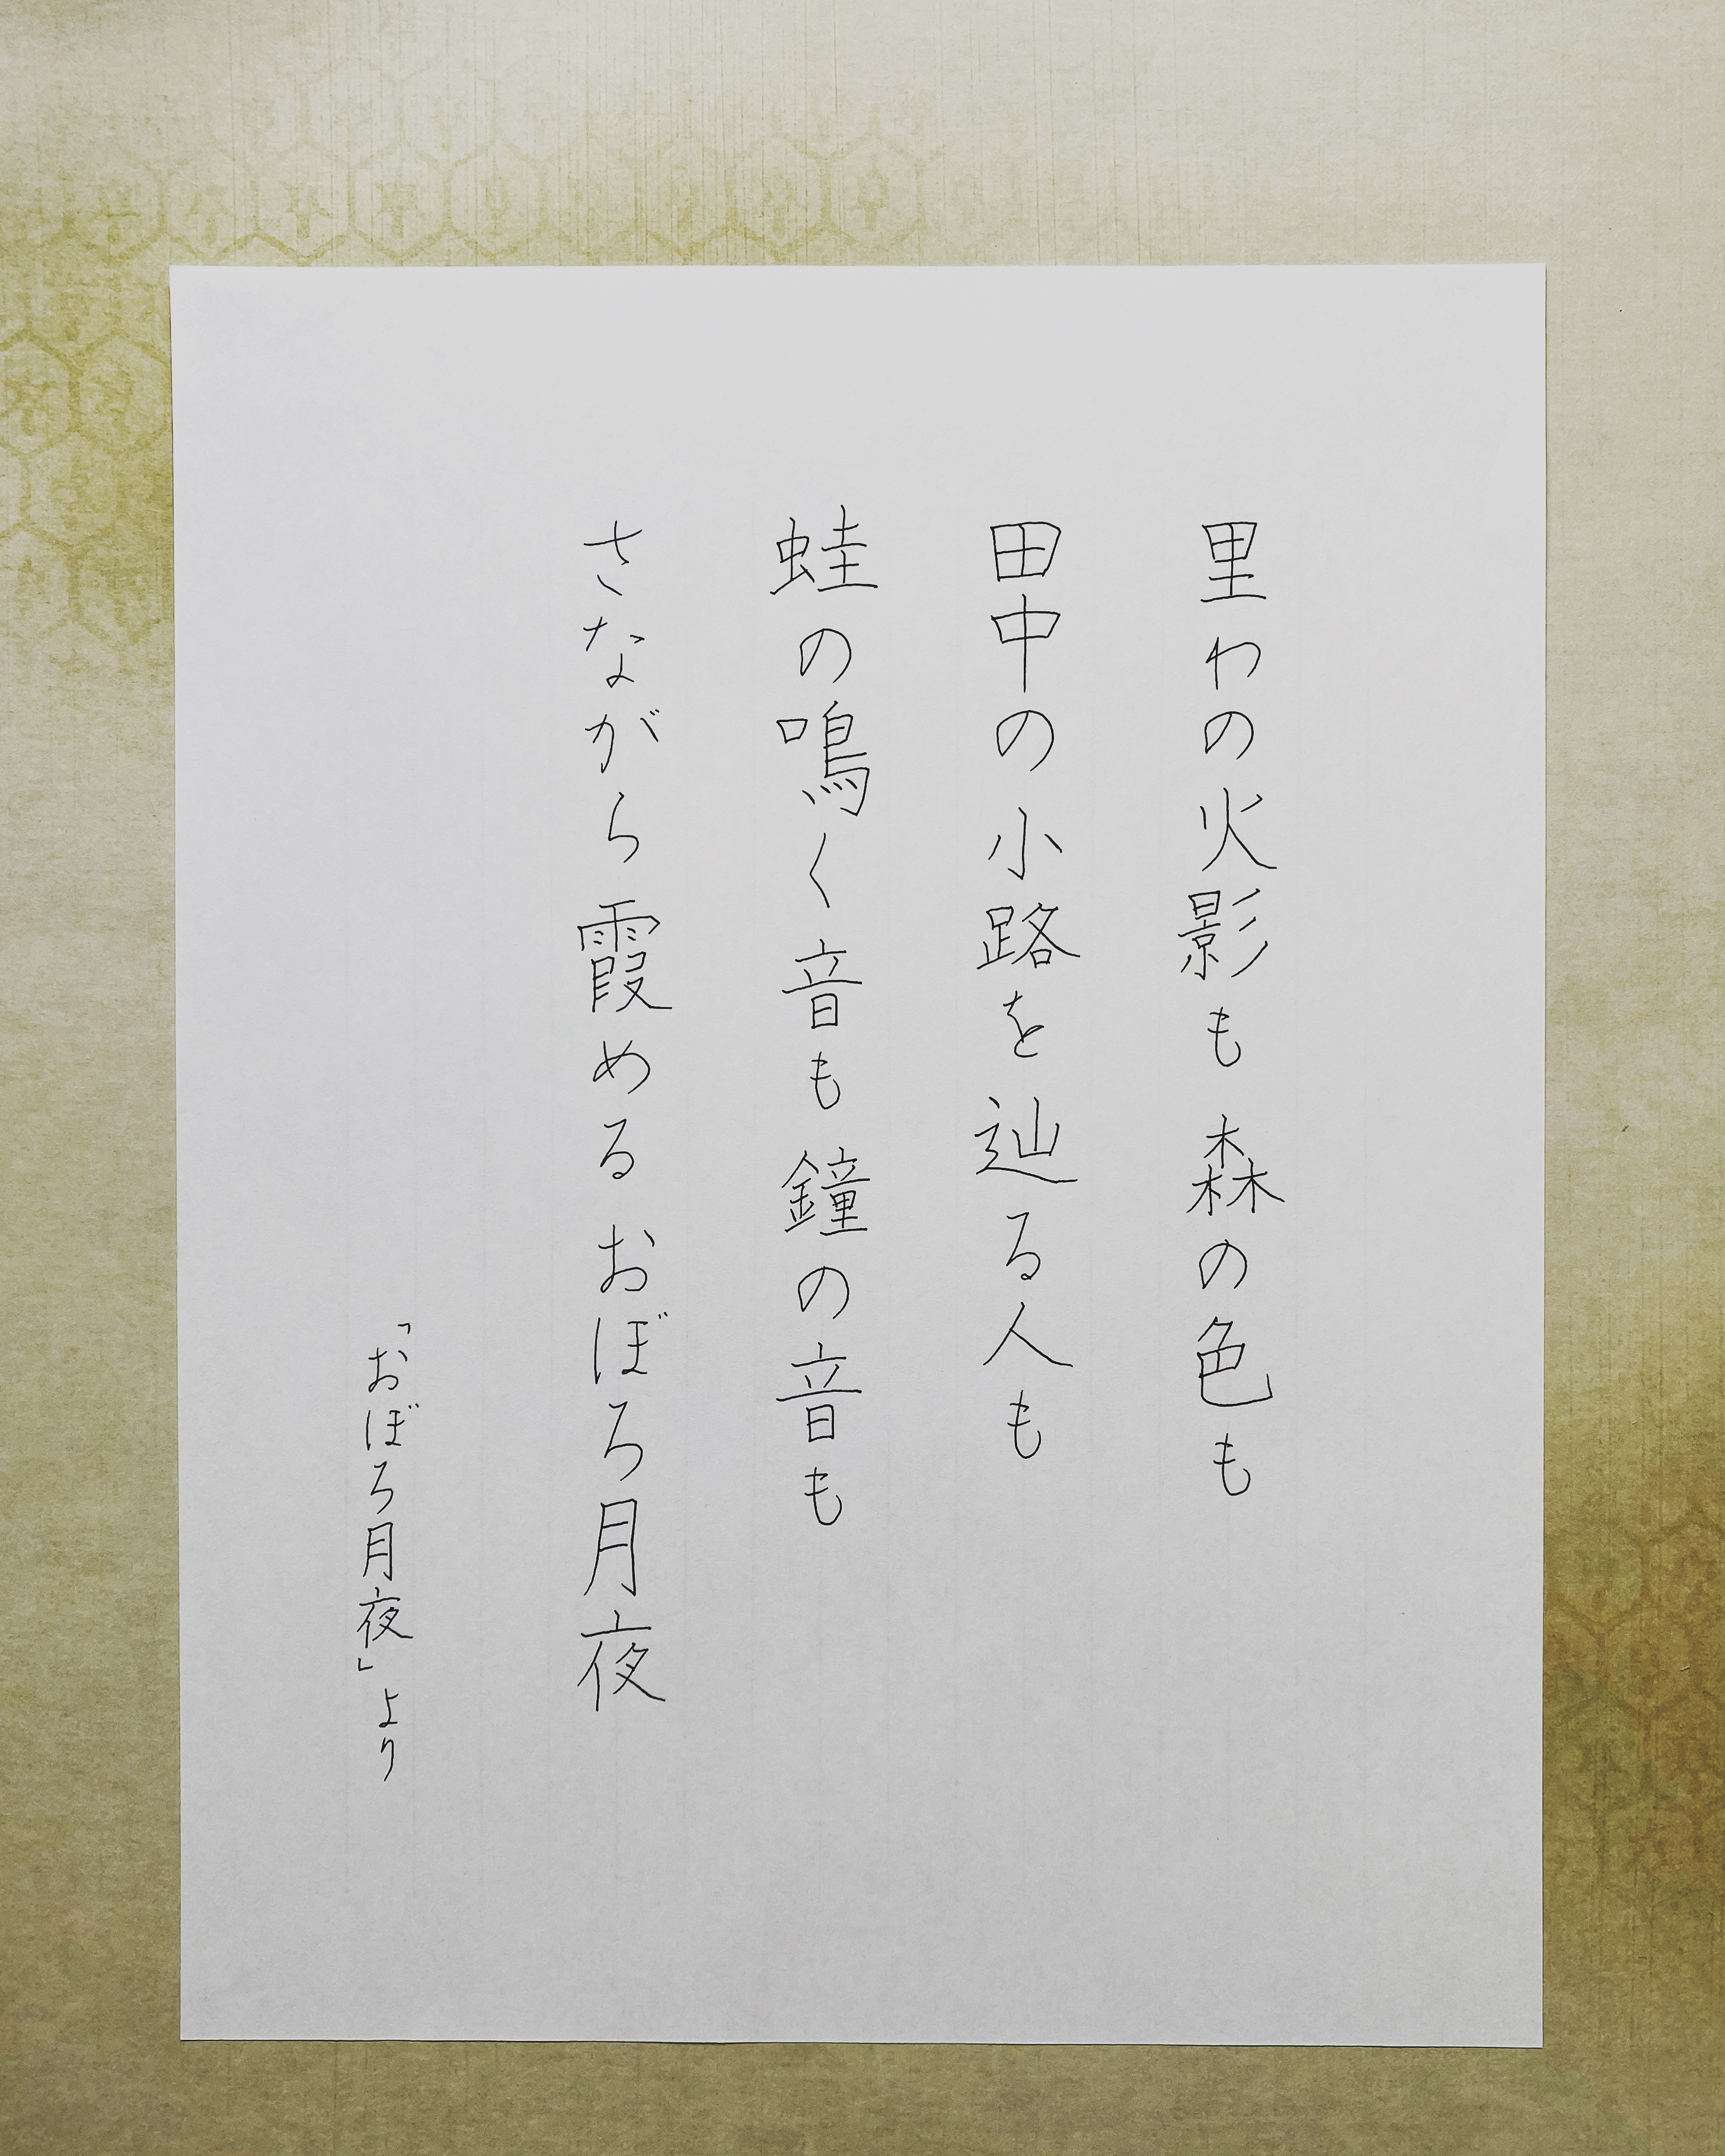 里わの火影も 森の色も
田中の小路を辿る人も
蛙の鳴く音も 鐘の音も
さながら霞める おぼろ月夜
「おぼろ月夜」より